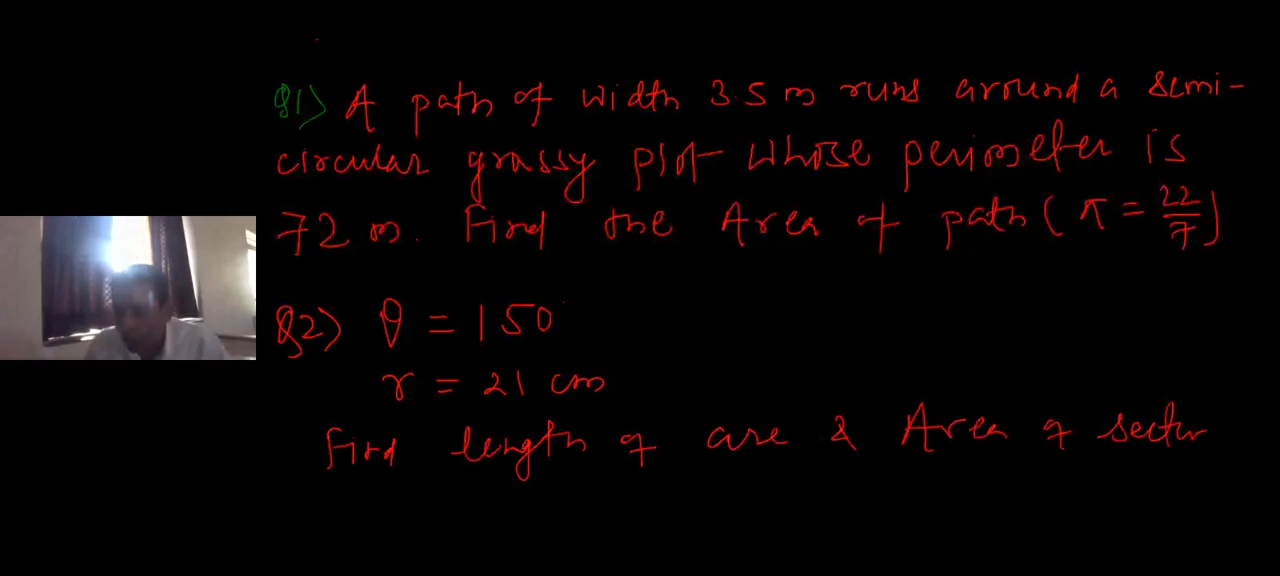 Q1) A path of width 3.5 m runs around a semi-
circular grassy plot whose perimeter is
72 m. Find the Area of path (π = 22/7)
Q2) θ = 150
r = 21 cm
Find length of arc & Area of sector